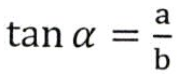 tan α = a/b